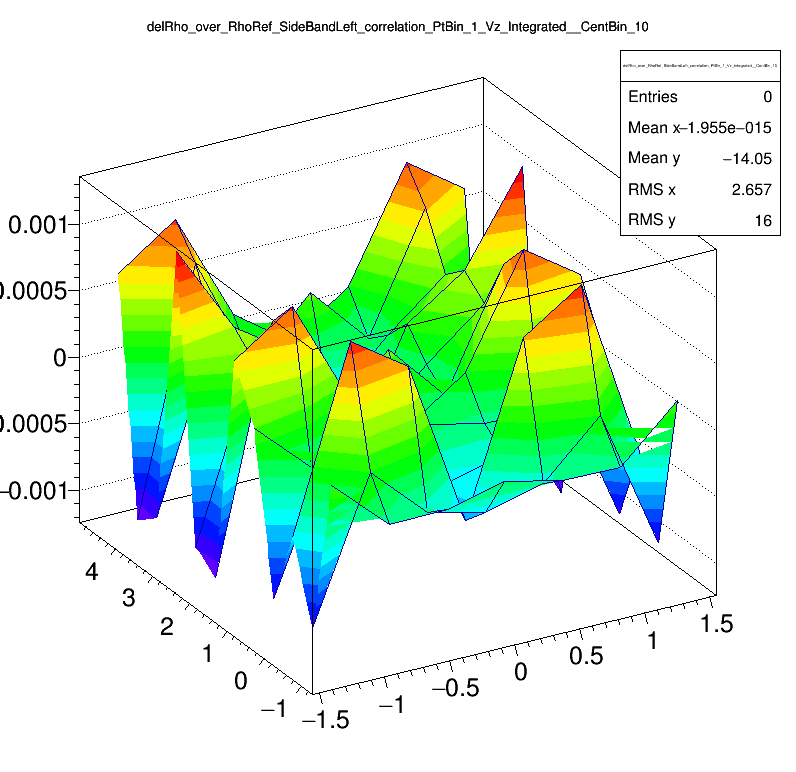 delRho_over_RhoRef_SideBandLeft_correlation_PtBin_1_Vz_Integrated__CentBin_10
delRho_over_RhoRef_SideBandLeft_correlation_PtBin_1_Vz_Integrated__CentBin_10
Entries 0
Mean x −1.955e−015
Mean y −14.05
RMS x 2.657
RMS y 16
0.001
0.0005
0
0.0005
−0.001
4
3
2
1
0
−1
−1.5
−1
−0.5
0
0.5
1
1.5